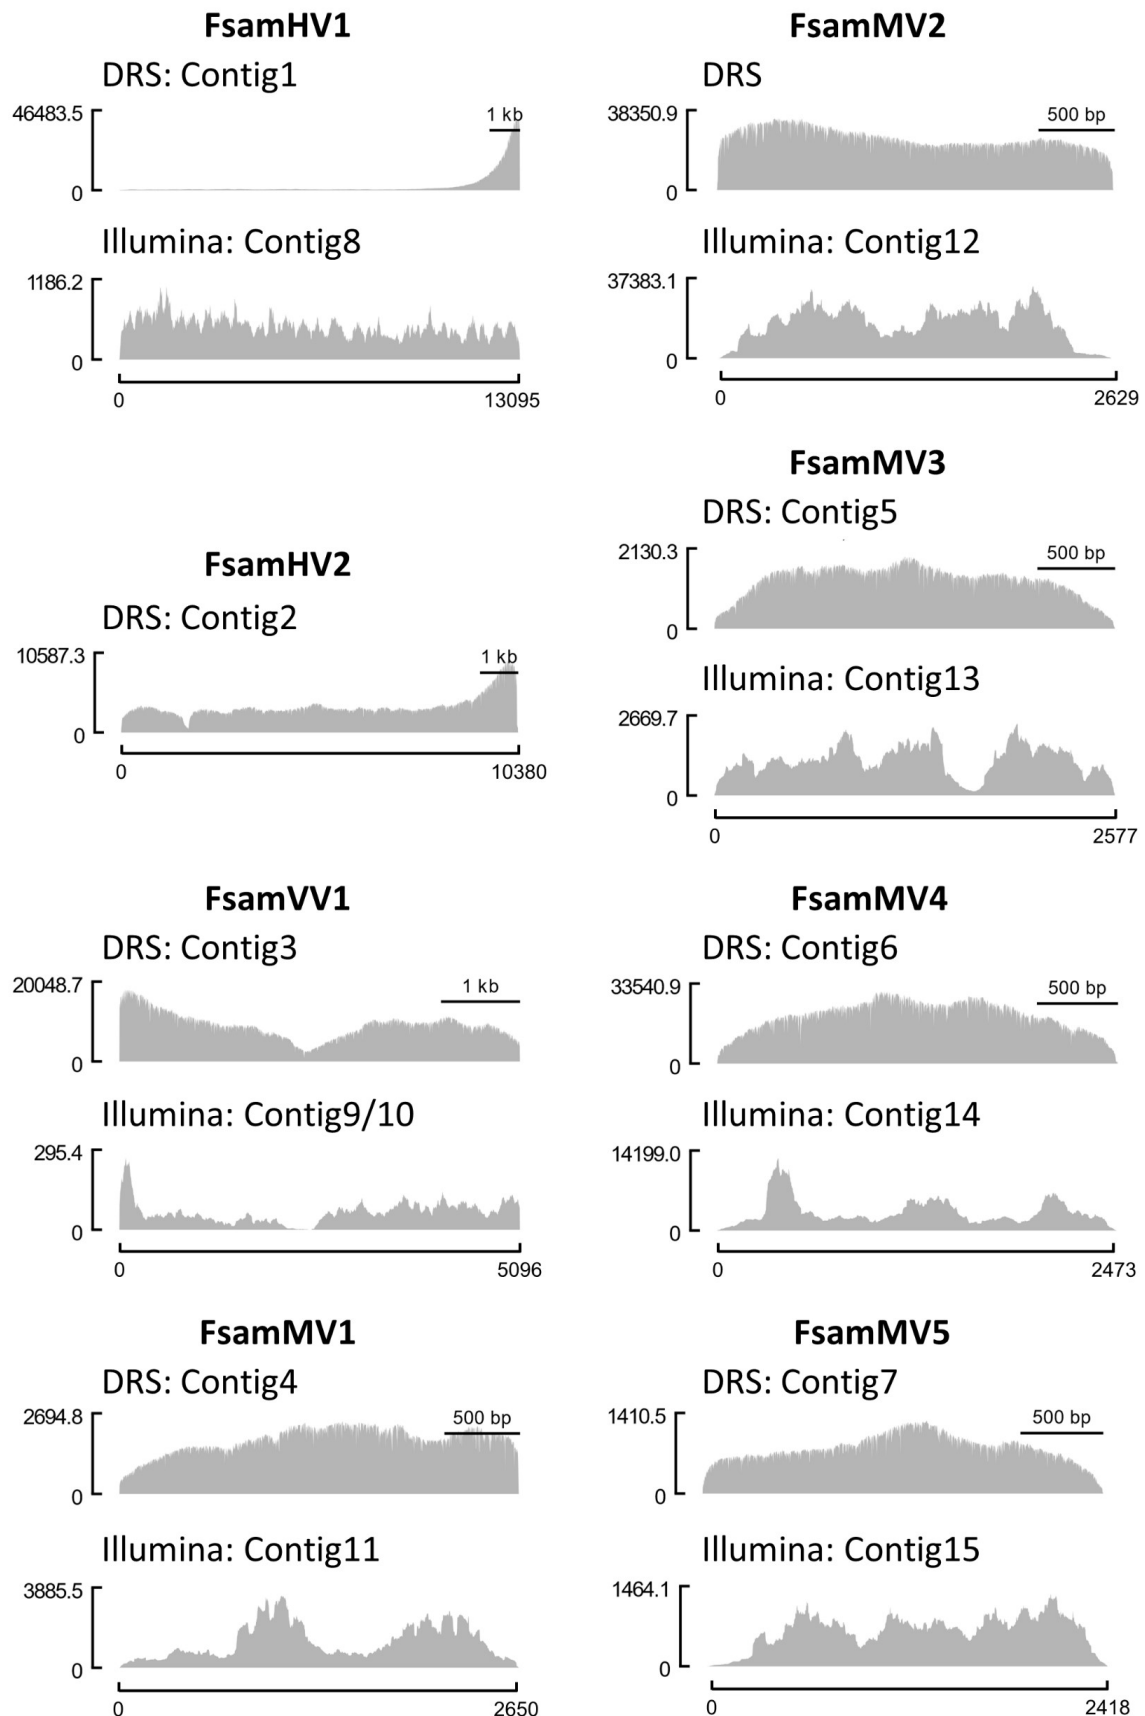 FsamHV1
DRS: Contig1
46483.5
1 kb
0
Illumina: Contig8
1186.2
0
0 13095
FsamHV2
DRS: Contig2
10587.3
1 kb
0
0 10380
FsamVV1
DRS: Contig3
20048.7
1 kb
0
Illumina: Contig9/10
295.4
0
0 5096
FsamMV1
DRS: Contig4
2694.8
500 bp
0
Illumina: Contig11
3885.5
0
0 2650
FsamMV2
DRS
38350.9
500 bp
0
Illumina: Contig12
37383.1
0
0 2629
FsamMV3
DRS: Contig5
2130.3
500 bp
0
Illumina: Contig13
2669.7
0
0 2577
FsamMV4
DRS: Contig6
33540.9
500 bp
0
Illumina: Contig14
14199.0
0
0 2473
FsamMV5
DRS: Contig7
1410.5
500 bp
0
Illumina: Contig15
1464.1
0
0 2418